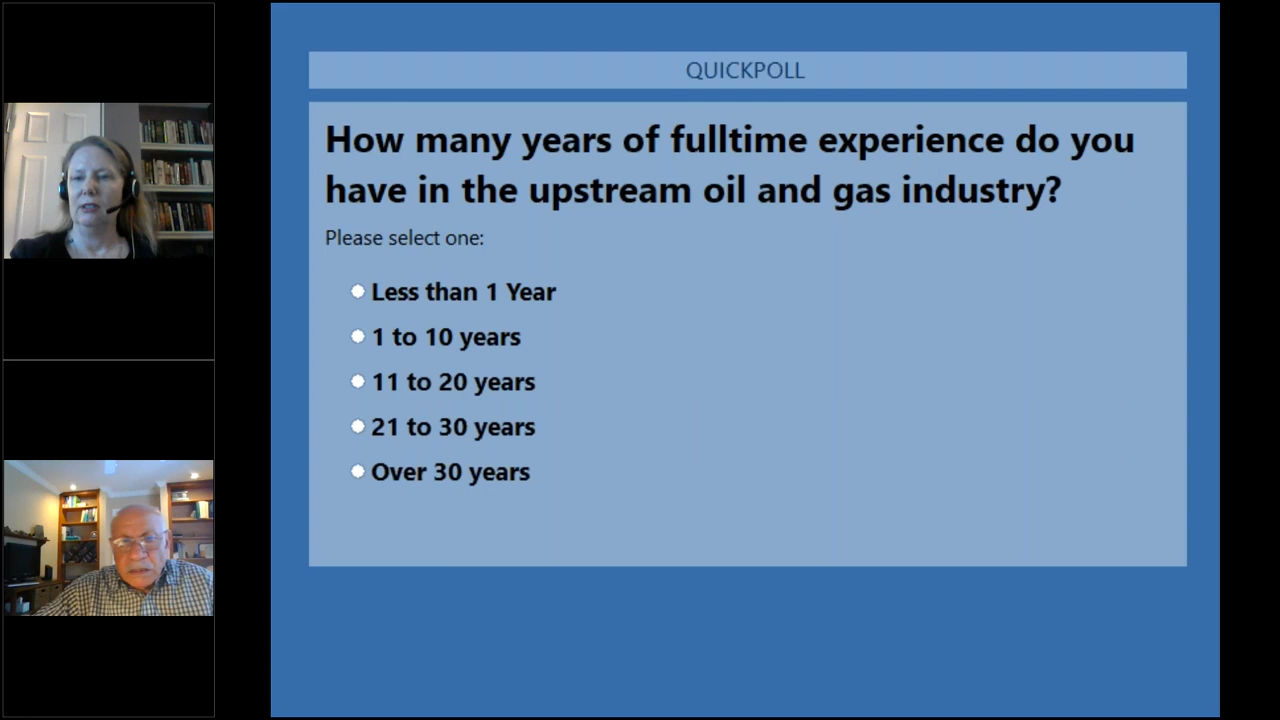 QUICKPOLL
How many years of fulltime experience do you
have in the upstream oil and gas industry?
Please select one:
Less than 1 Year
1 to 10 years
11 to 20 years
21 to 30 years
Over 30 years